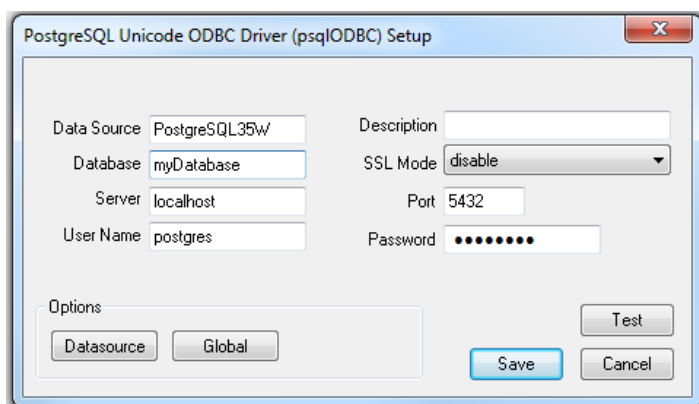 PostgreSQL Unicode ODBC Driver (psqlODBC) Setup
Data Source PostgreSQL35W Description
Database myDatabase SSL Mode disable
Server localhost Port 5432
User Name postgres Password ••••••••
Options
Datasource Global
Test
Save Cancel